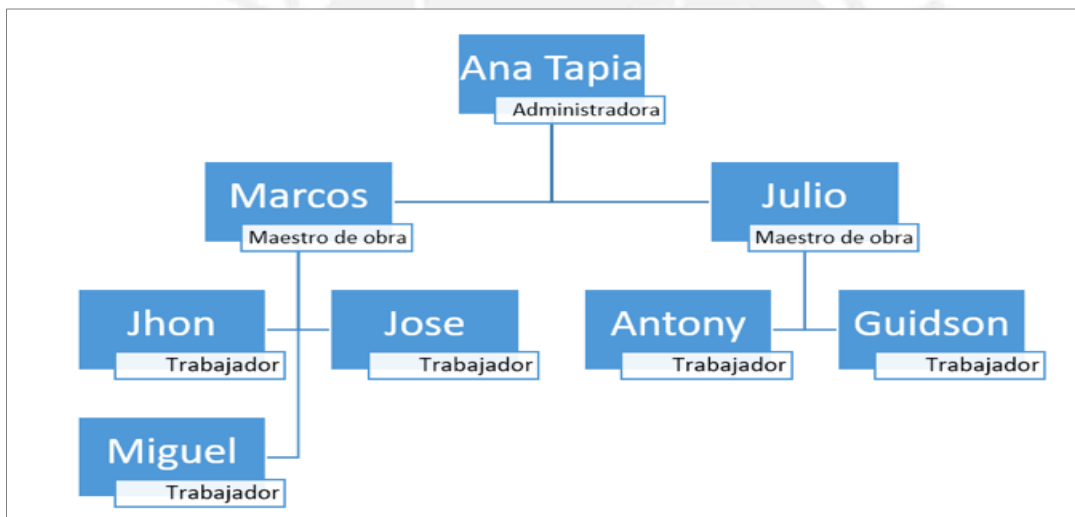 Ana Tapia
Administradora
Marcos
Maestro de obra
Julio
Maestro de obra
Jhon
Trabajador
Jose
Trabajador
Antony
Trabajador
Guidson
Trabajador
Miguel
Trabajador